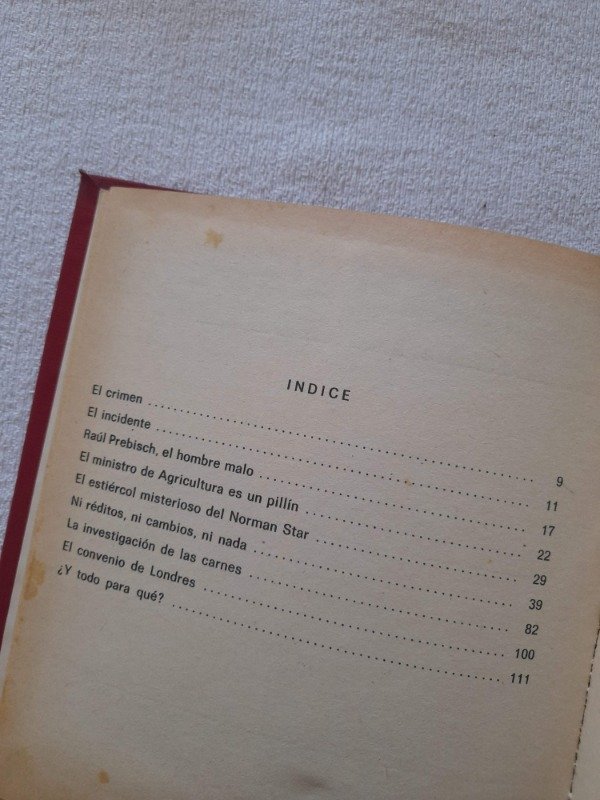 INDICE
El crimen ........................ 9
El incidente ........................ 11
Raúl Prebisch, el hombre malo ........................ 17
El ministro de Agricultura es un pillín ........................ 22
El estiércol misterioso del Norman Star ........................ 29
Ni réditos, ni cambios, ni nada ........................ 39
La investigación de las carnes ........................ 82
El convenio de Londres ........................ 100
¿Y todo para qué? ........................ 111